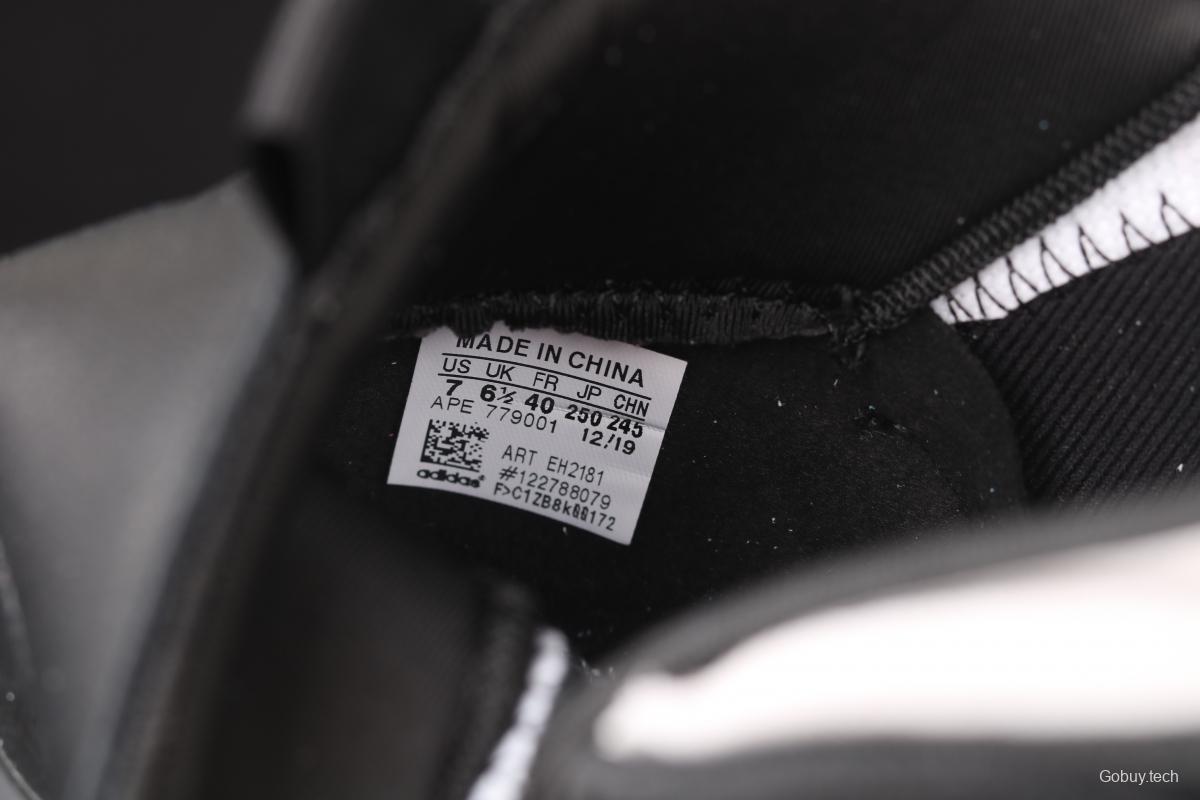 MADE IN CHINA
US UK FR JP CHN
7 6½ 40 250 245
APE 779001 12/19
ART EH2181
#122788079
adidas
Gobuy.tech